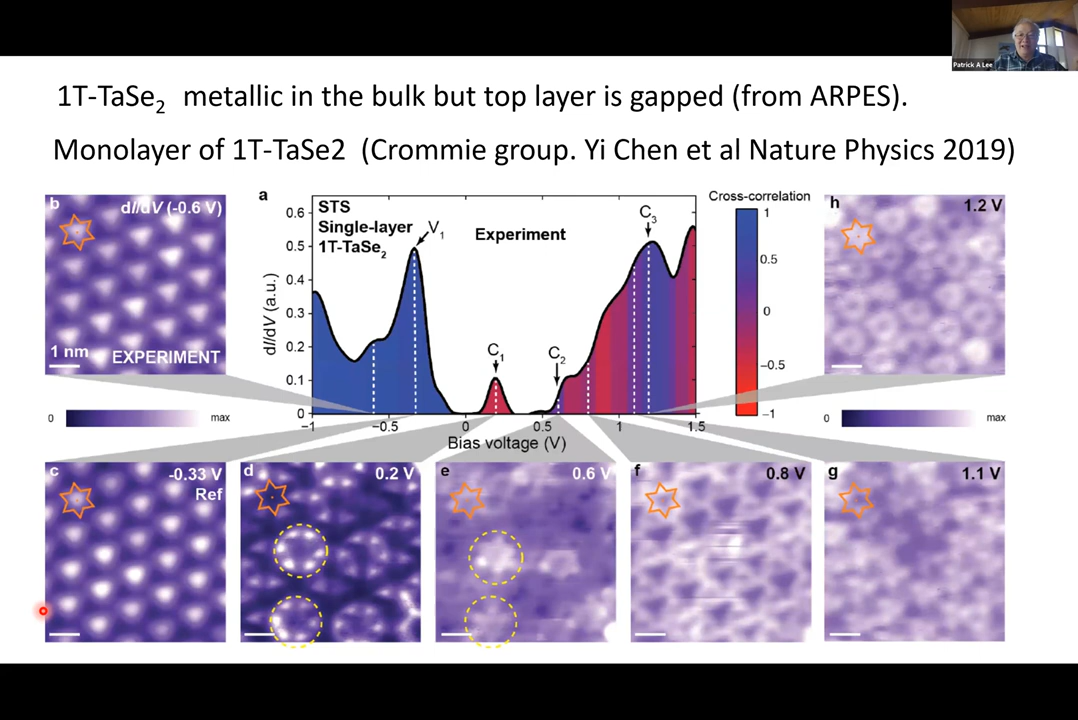 Patrick A Lee
1T-TaSe2 metallic in the bulk but top layer is gapped (from ARPES).
Monolayer of 1T-TaSe2 (Crommie group. Yi Chen et al Nature Physics 2019)
b
dI/dV (-0.6 V)
1 nm
EXPERIMENT
a
STS
Single-layer
1T-TaSe2
Experiment
V1
C1
C2
C3
dI/dV (a.u.)
0.6
0.5
0.4
0.3
0.2
0.1
0
−1
−0.5
0
0.5
1
1.5
Bias voltage (V)
Cross-correlation
1
0.5
0
−0.5
−1
h
1.2 V
0
max
0
max
c
-0.33 V
Ref
d
0.2 V
e
0.6 V
f
0.8 V
g
1.1 V